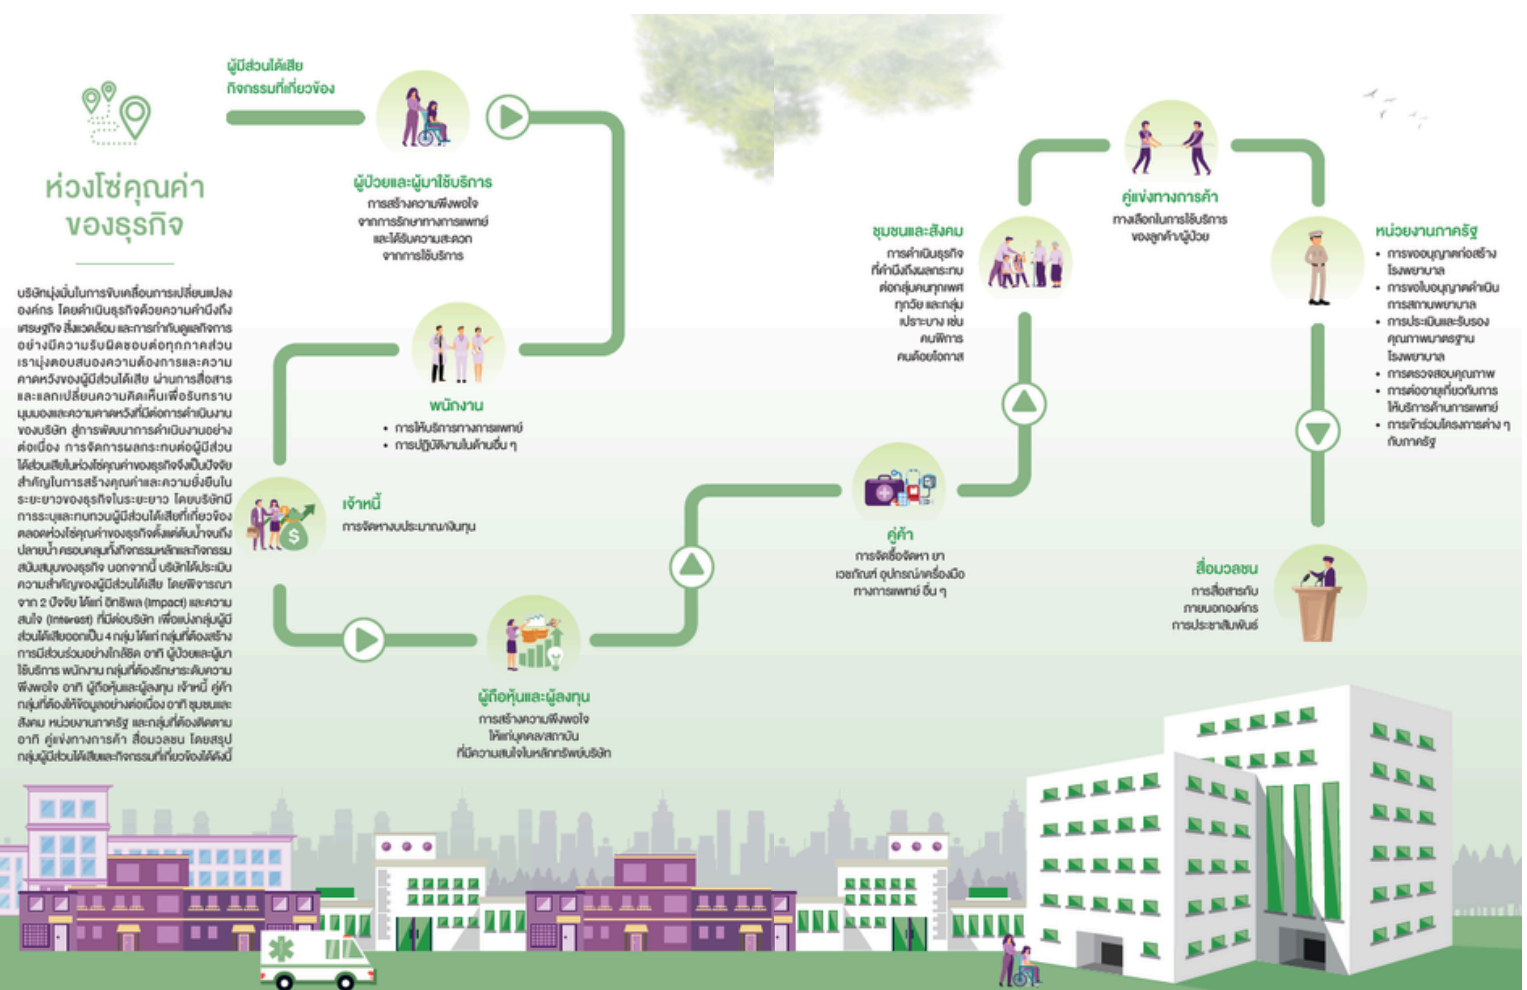 ห่วงโซ่คุณค่า
ของธุรกิจ
บริษัทมุ่งมั่นในการขับเคลื่อนการเปลี่ยนแปลง
องค์กร โดยดำเนินธุรกิจด้วยความคำนึงถึง
เศรษฐกิจ สิ่งแวดล้อม และการกำกับดูแลกิจการ
อย่างมีความรับผิดชอบต่อทุกภาคส่วน
เรามุ่งตอบสนองความต้องการและความ
คาดหวังของผู้มีส่วนได้เสีย ผ่านการสื่อสาร
และแลกเปลี่ยนความคิดเห็นเพื่อรับทราบ
มุมมองและความคาดหวังที่มีต่อการดำเนินงาน
ของบริษัท สู่การพัฒนาการดำเนินงานอย่าง
ต่อเนื่อง การจัดการผลกระทบต่อผู้มีส่วน
ได้ส่วนเสียในห่วงโซ่คุณค่าของธุรกิจจึงเป็นปัจจัย
สำคัญในการสร้างคุณค่าและความยั่งยืนใน
ระยะยาวของธุรกิจในระยะยาว โดยบริษัทมี
การระบุและทบทวนผู้มีส่วนได้เสียที่เกี่ยวข้อง
ตลอดห่วงโซ่คุณค่าของธุรกิจตั้งแต่ต้นน้ำจนถึง
ปลายน้ำ ครอบคลุมทั้งกิจกรรมหลักและกิจกรรม
สนับสนุนของธุรกิจ นอกจากนี้ บริษัทได้ประเมิน
ความสำคัญของผู้มีส่วนได้เสีย โดยพิจารณา
จาก 2 ปัจจัย ได้แก่ อิทธิพล (Impact) และความ
สนใจ (Interest) ที่มีต่อบริษัท เพื่อแบ่งกลุ่มผู้มี
ส่วนได้เสียออกเป็น 4 กลุ่ม ได้แก่ กลุ่มที่ต้องสร้าง
การมีส่วนร่วมอย่างใกล้ชิด อาทิ ผู้ป่วยและผู้มา
ใช้บริการ พนักงาน กลุ่มที่ต้องรักษาระดับความ
พึงพอใจ อาทิ ผู้ถือหุ้นและผู้ลงทุน เจ้าหนี้ คู่ค้า
กลุ่มที่ต้องให้ข้อมูลอย่างต่อเนื่อง อาทิ ชุมชนและ
สังคม หน่วยงานภาครัฐ และกลุ่มที่ต้องติดตาม
อาทิ คู่แข่งทางการค้า สื่อมวลชน โดยสรุป
กลุ่มผู้มีส่วนได้เสียและกิจกรรมที่เกี่ยวข้องได้ดังนี้
ผู้มีส่วนได้เสีย
กิจกรรมที่เกี่ยวข้อง
ผู้ป่วยและผู้มาใช้บริการ
การสร้างความพึงพอใจ
จากการรักษาทางการแพทย์
และได้รับความสะดวก
จากการใช้บริการ
พนักงาน
• การให้บริการทางการแพทย์
• การปฏิบัติงานในด้านอื่น ๆ
เจ้าหนี้
การจัดหางบประมาณ/เงินทุน
ผู้ถือหุ้นและผู้ลงทุน
การสร้างความพึงพอใจ
ให้แก่บุคคล/สถาบัน
ที่มีความสนใจในหลักทรัพย์บริษัท
คู่ค้า
การจัดซื้อจัดหา ยา
เวชภัณฑ์ อุปกรณ์/เครื่องมือ
ทางการแพทย์ อื่น ๆ
ชุมชนและสังคม
การดำเนินธุรกิจ
ที่คำนึงถึงผลกระทบ
ต่อกลุ่มคนทุกเพศ
ทุกวัย และกลุ่ม
เปราะบาง เช่น
คนพิการ
คนด้อยโอกาส
คู่แข่งทางการค้า
ทางเลือกในการใช้บริการ
ของลูกค้า/ผู้ป่วย
หน่วยงานภาครัฐ
• การขออนุญาตก่อสร้าง
โรงพยาบาล
• การขอใบอนุญาตดำเนิน
การสถานพยาบาล
• การประเมินและรับรอง
คุณภาพมาตรฐาน
โรงพยาบาล
• การตรวจสอบคุณภาพ
• การต่ออายุเกี่ยวกับการ
ให้บริการด้านการแพทย์
• การเข้าร่วมโครงการต่าง ๆ
กับภาครัฐ
สื่อมวลชน
การสื่อสารกับ
ภายนอกองค์กร
การประชาสัมพันธ์